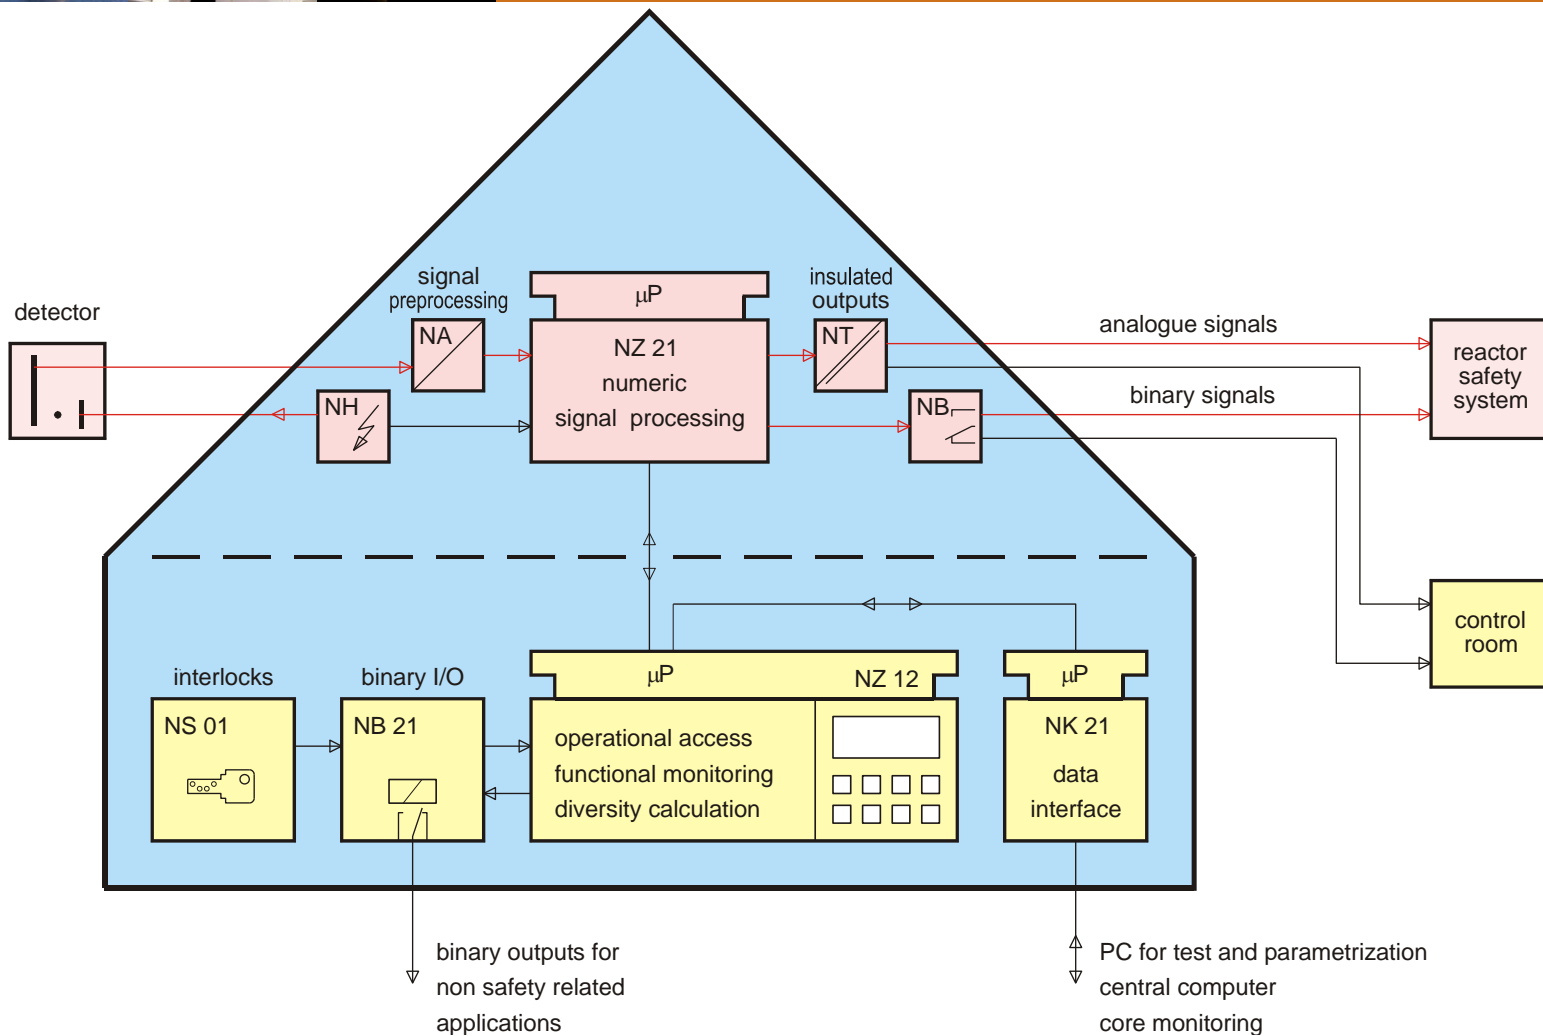 signal
preprocessing
insulated
outputs
detector
μP
NA
NT
analogue signals
NZ 21
numeric
signal processing
reactor
safety
system
NH
NB
binary signals
control
room
interlocks
binary I/O
μP
NZ 12
μP
NS 01
NB 21
operational access
functional monitoring
diversity calculation
NK 21
data
interface
binary outputs for
non safety related
applications
PC for test and parametrization
central computer
core monitoring